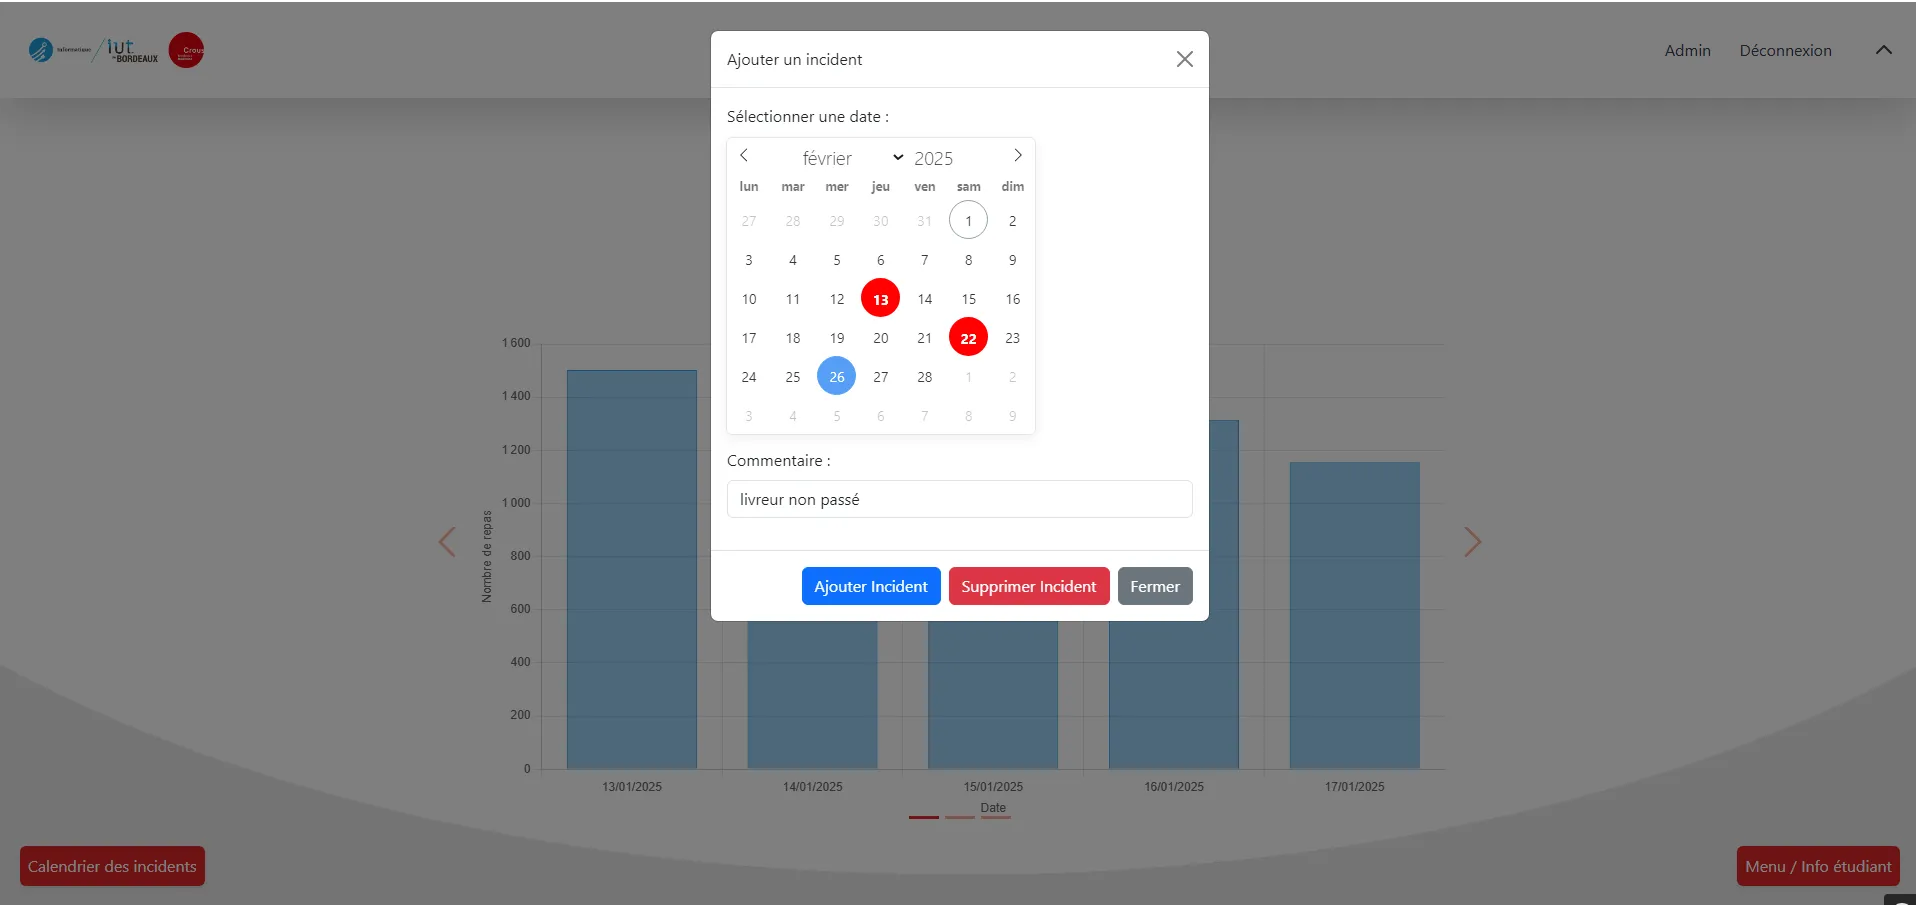 Informatique
iut
de BORDEAUX
Crous
Admin
Déconnexion
Ajouter un incident
Sélectionner une date :
février 2025
lun mar mer jeu ven sam dim
27 28 29 30 31 1 2
3 4 5 6 7 8 9
10 11 12 13 14 15 16
17 18 19 20 21 22 23
24 25 26 27 28 1 2
3 4 5 6 7 8 9
Commentaire :
livreur non passé
Ajouter Incident
Supprimer Incident
Fermer
Nombre de repas
1 600
1 400
1 200
1 000
800
600
400
200
0
13/01/2025 14/01/2025 15/01/2025 16/01/2025 17/01/2025
Date
Calendrier des incidents
Menu / Info étudiant